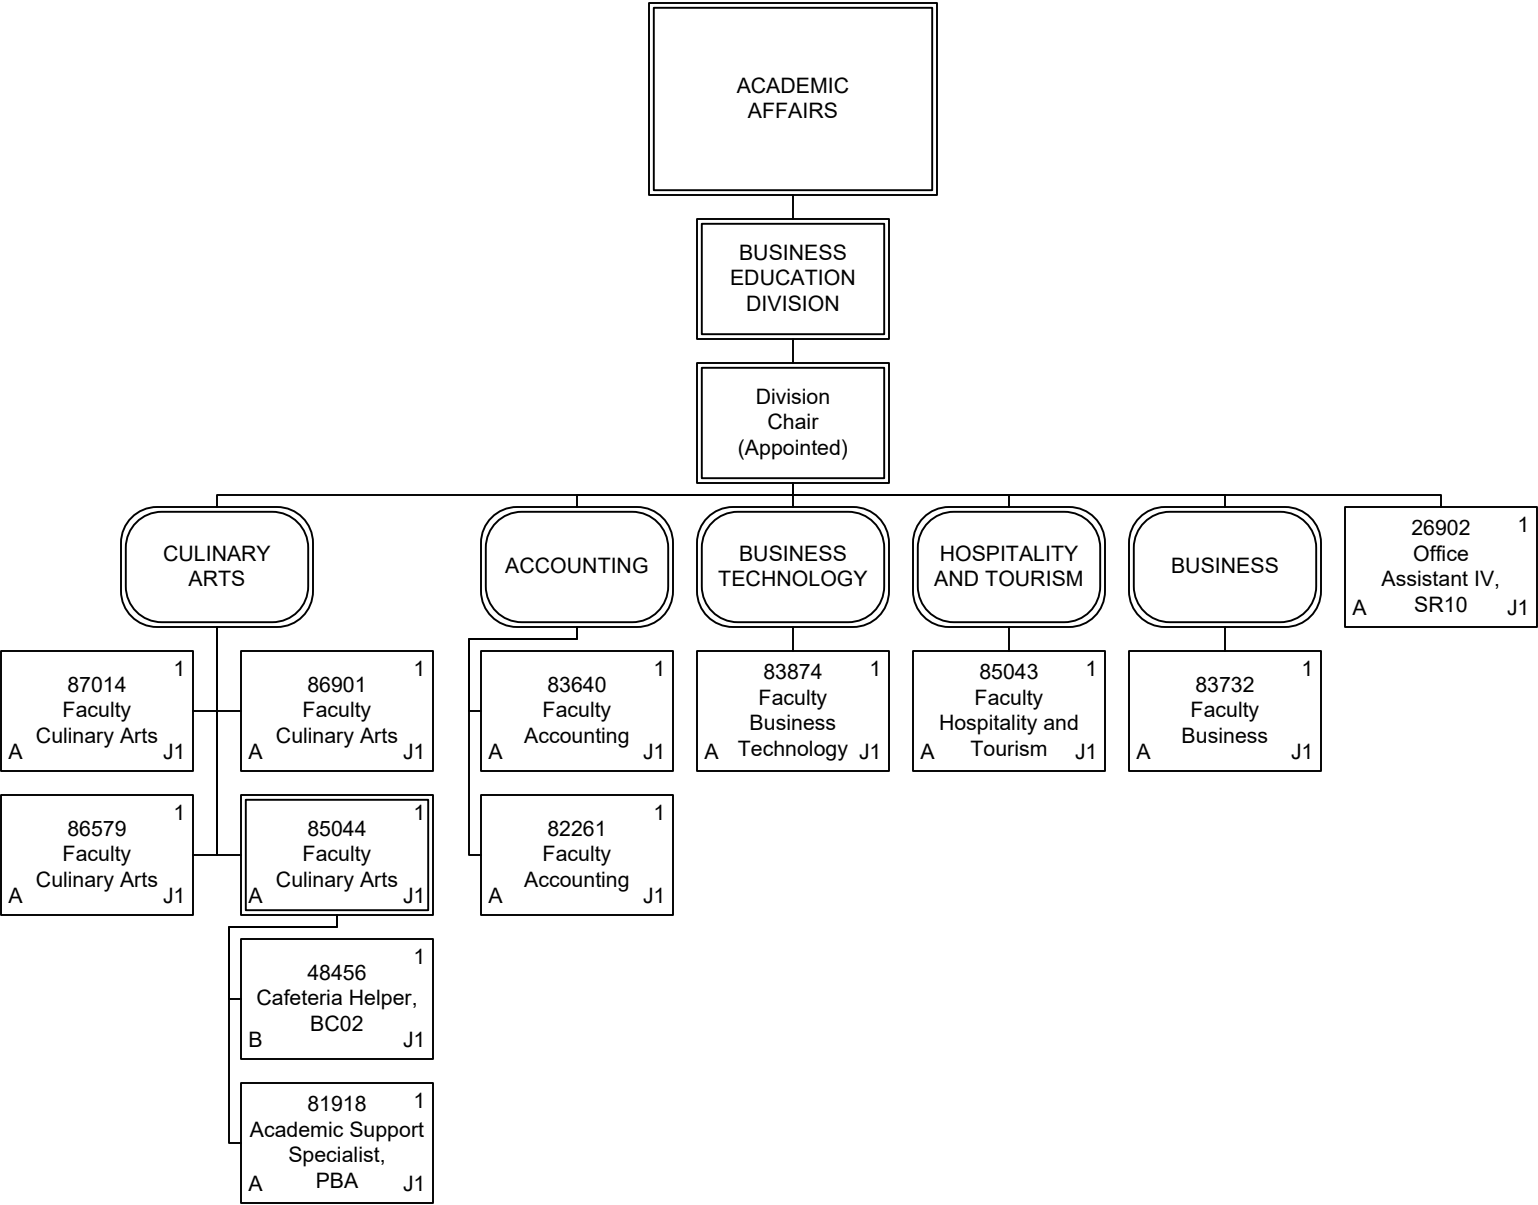 ACADEMIC
AFFAIRS
BUSINESS
EDUCATION
DIVISION
Division
Chair
(Appointed)
CULINARY
ARTS
ACCOUNTING
BUSINESS
TECHNOLOGY
HOSPITALITY
AND TOURISM
BUSINESS
26902 1
Office
Assistant IV,
SR10
A J1
1
87014
Faculty
Culinary Arts
A J1
1
86901
Faculty
Culinary Arts
A J1
1
83640
Faculty
Accounting
A J1
83874 1
Faculty
Business
A Technology J1
85043 1
Faculty
Hospitality and
A Tourism J1
1
83732
Faculty
Business
A J1
1
86579
Faculty
Culinary Arts
A J1
1
85044
Faculty
Culinary Arts
A J1
1
82261
Faculty
Accounting
A J1
1
48456
Cafeteria Helper,
BC02
B J1
81918 1
Academic Support
Specialist,
PBA
A J1